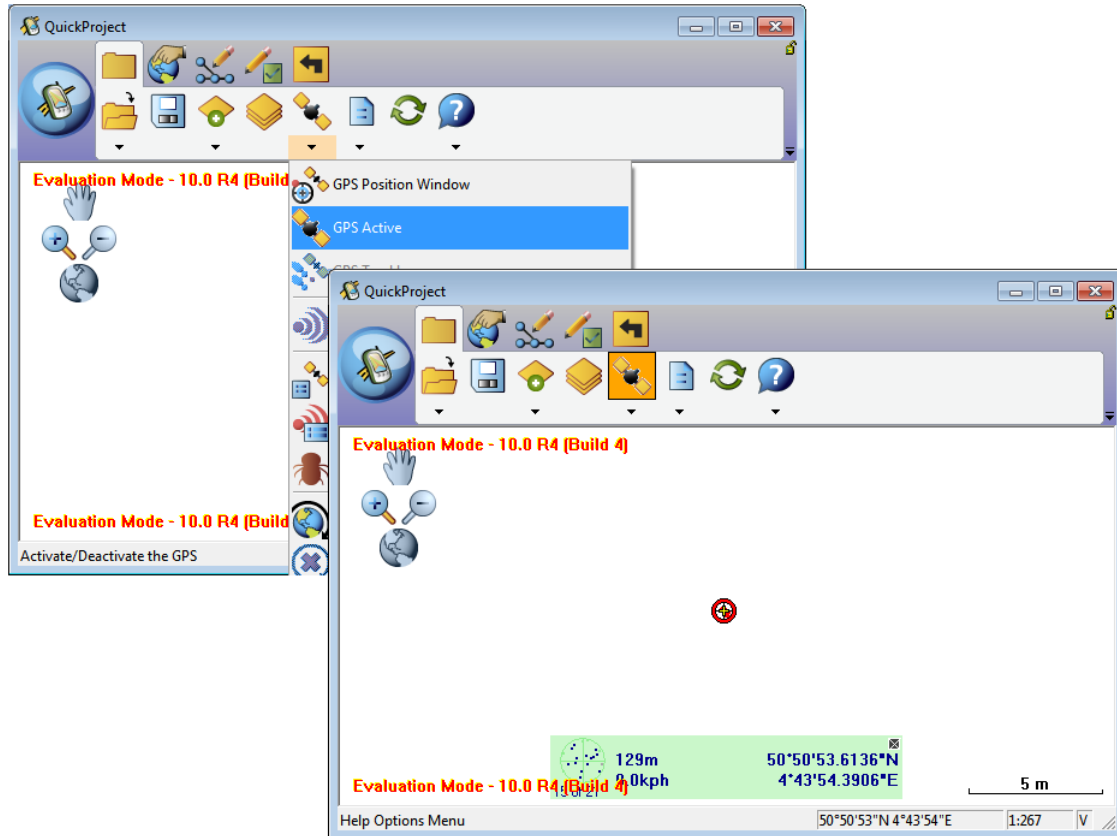 QuickProject
Evaluation Mode - 10.0 R4 (Build
GPS Position Window
GPS Active
Evaluation Mode - 10.0 R4 (Build
Activate/Deactivate the GPS
QuickProject
Evaluation Mode - 10.0 R4 (Build 4)
129m 50°50'53.6136"N
0.0kph 4°43'54.3906"E
Evaluation Mode - 10.0 R4 (Build 4)
5 m
Help Options Menu 50°50'53"N 4°43'54"E 1:267 V